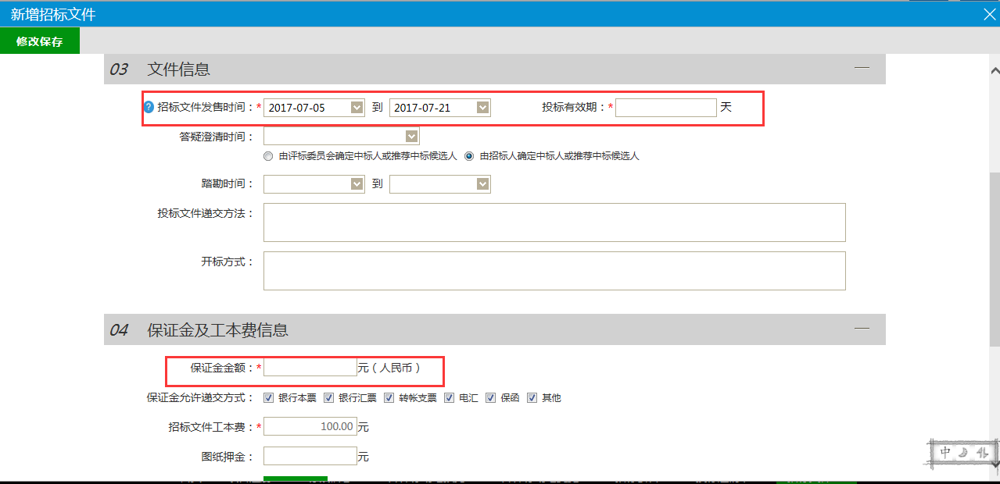 新增招标文件
修改保存
03 文件信息
招标文件发售时间：* 2017-07-05 到 2017-07-21 投标有效期：* 天
答疑澄清时间：
由评标委员会确定中标人或推荐中标候选人 由招标人确定中标人或推荐中标候选人
踏勘时间： 到
投标文件递交方法：
开标方式：
04 保证金及工本费信息
保证金金额：* 元（人民币）
保证金允许递交方式： 银行本票 银行汇票 转帐支票 电汇 保函 其他
招标文件工本费：* 100.00 元
图纸押金： 元
中